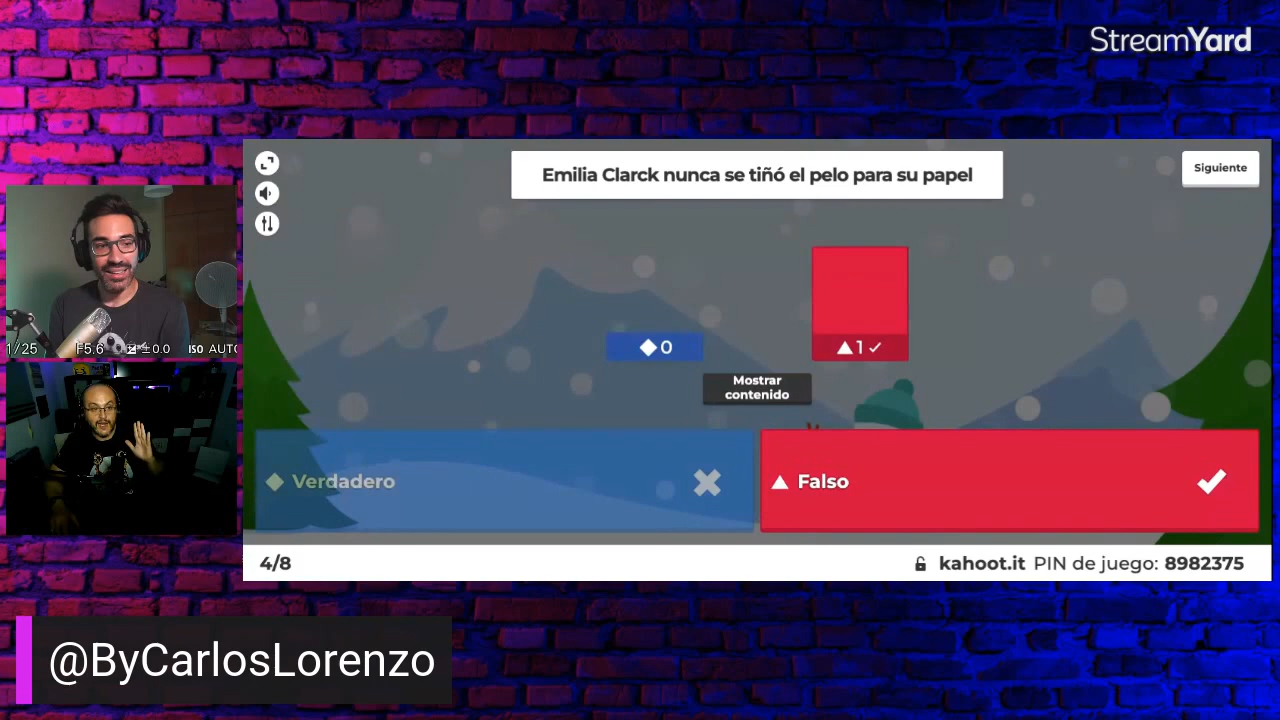 StreamYard
Emilia Clarck nunca se tiñó el pelo para su papel
Siguiente
0
1
Mostrar
contenido
Verdadero
Falso
4/8
kahoot.it PIN de juego: 8982375
1/25 F5.6 ±0.0 ISO AUTO
@ByCarlosLorenzo